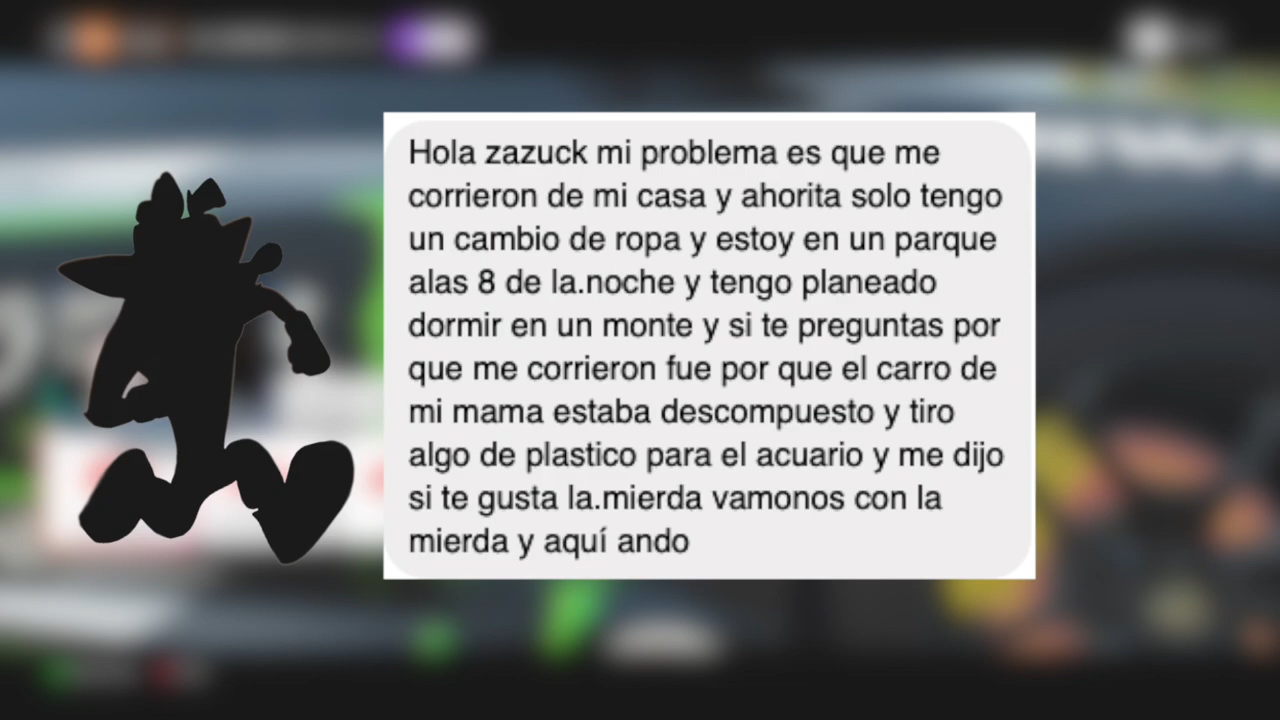 Hola zazuck mi problema es que me
corrieron de mi casa y ahorita solo tengo
un cambio de ropa y estoy en un parque
alas 8 de la.noche y tengo planeado
dormir en un monte y si te preguntas por
que me corrieron fue por que el carro de
mi mama estaba descompuesto y tiro
algo de plastico para el acuario y me dijo
si te gusta la.mierda vamonos con la
mierda y aquí ando